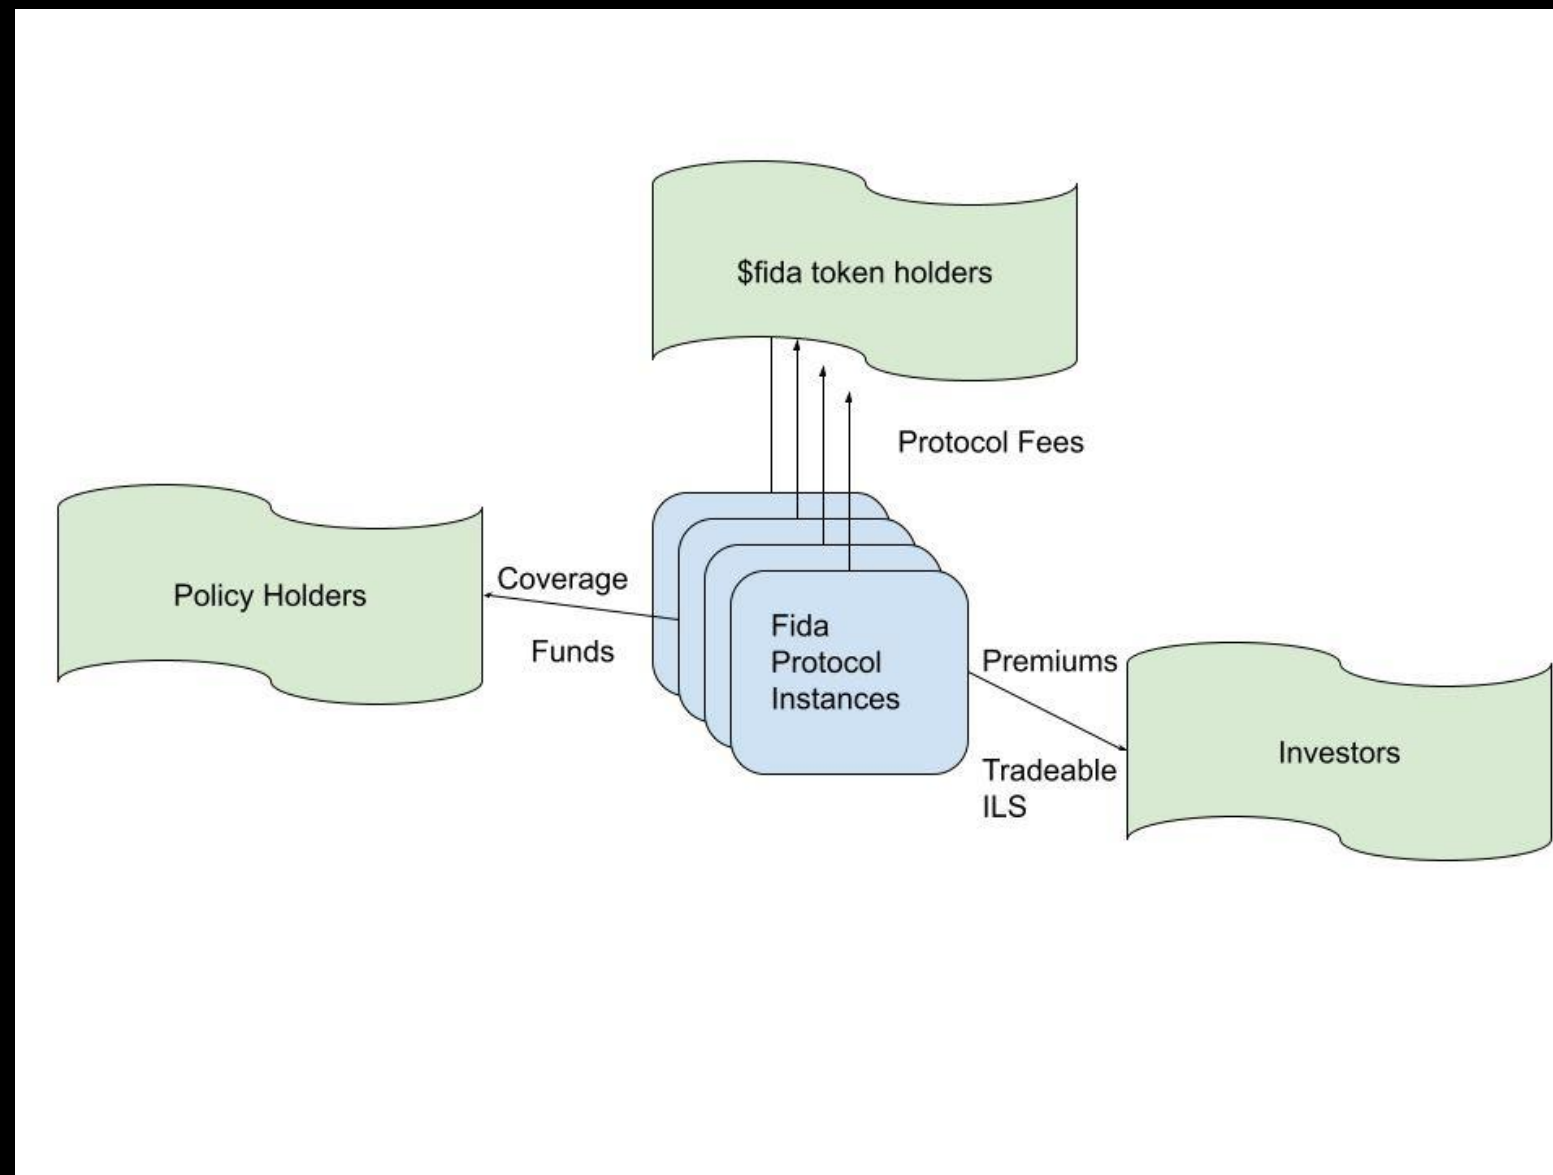 $fida token holders
Protocol Fees
Policy Holders
Coverage
Funds
Fida
Protocol
Instances
Premiums
Tradeable
ILS
Investors